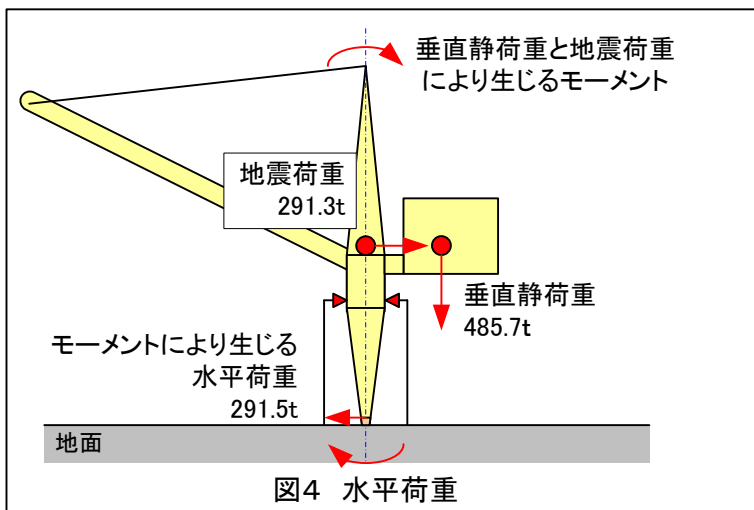 垂直静荷重と地震荷重
により生じるモーメント
地震荷重
291.3t
垂直静荷重
485.7t
モーメントにより生じる
水平荷重
291.5t
地面
図4 水平荷重